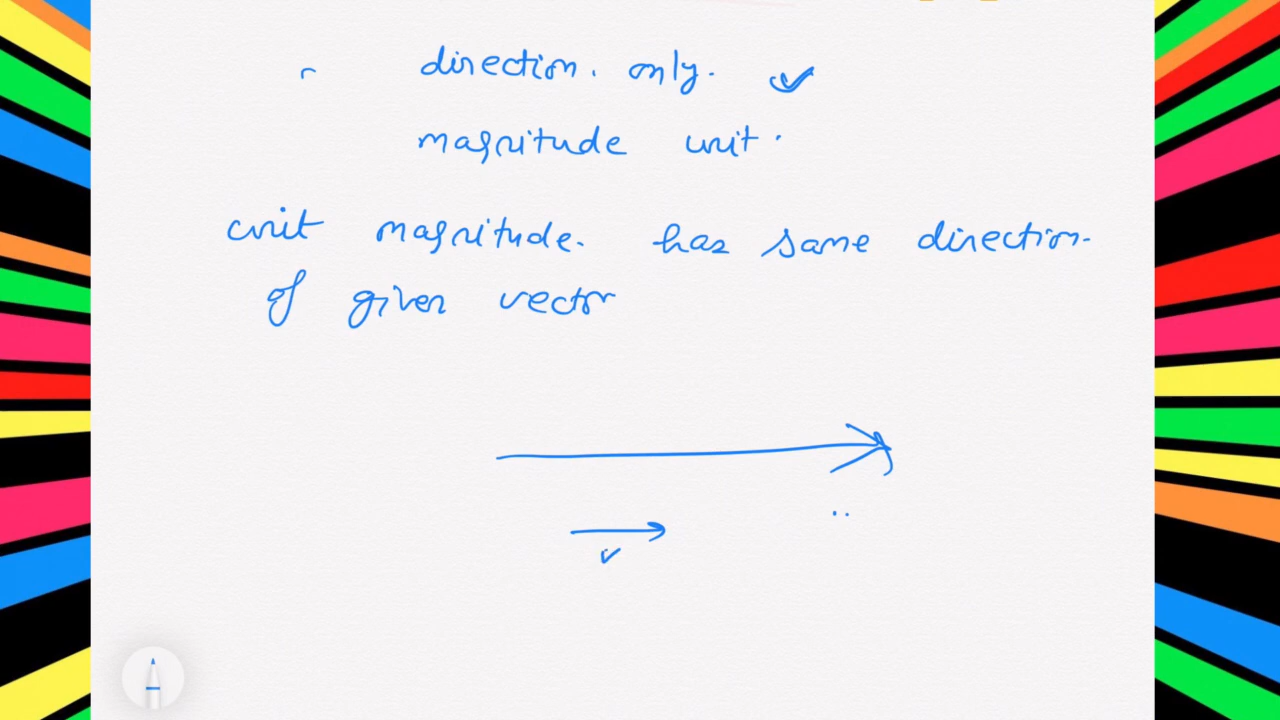 direction. only.
magnitude unit.
unit magnitude. has same direction.
of given vector